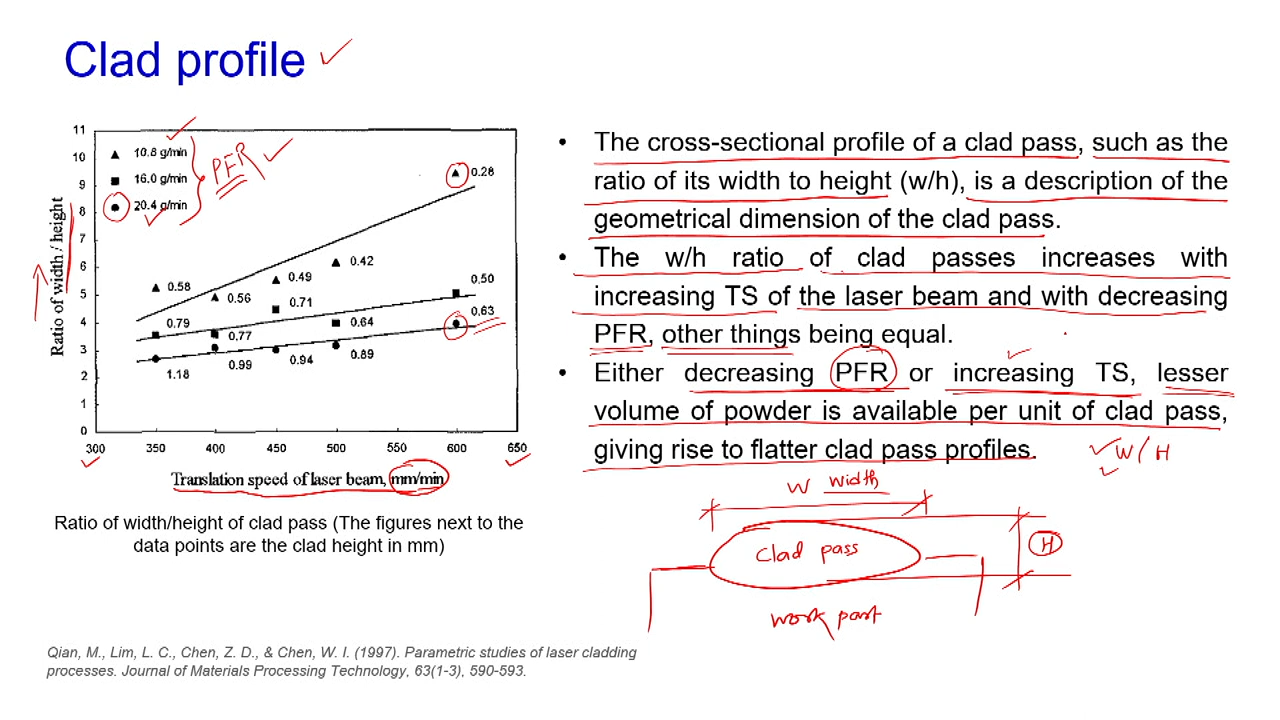 Clad profile
11
10
9
8
7
6
5
4
3
2
1
0
10.8 g/min
16.0 g/min
20.4 g/min
PFR
0.28
0.58
0.56
0.49
0.42
0.79
0.77
0.71
0.64
0.50
0.63
1.18
0.99
0.94
0.89
300 350 400 450 500 550 600 650
Ratio of width / height
Translation speed of laser beam, mm/min
Ratio of width/height of clad pass (The figures next to the
data points are the clad height in mm)
• The cross-sectional profile of a clad pass, such as the
ratio of its width to height (w/h), is a description of the
geometrical dimension of the clad pass.
• The w/h ratio of clad passes increases with
increasing TS of the laser beam and with decreasing
PFR, other things being equal.
• Either decreasing PFR or increasing TS, lesser
volume of powder is available per unit of clad pass,
giving rise to flatter clad pass profiles.
W/H
W width
Clad pass
H
work part
Qian, M., Lim, L. C., Chen, Z. D., & Chen, W. I. (1997). Parametric studies of laser cladding
processes. Journal of Materials Processing Technology, 63(1-3), 590-593.